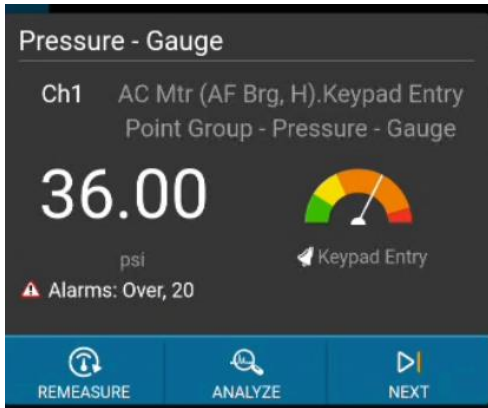 Pressure - Gauge
Ch1 AC Mtr (AF Brg, H).Keypad Entry
Point Group - Pressure - Gauge
36.00
psi
Keypad Entry
Alarms: Over, 20
REMEASURE ANALYZE NEXT